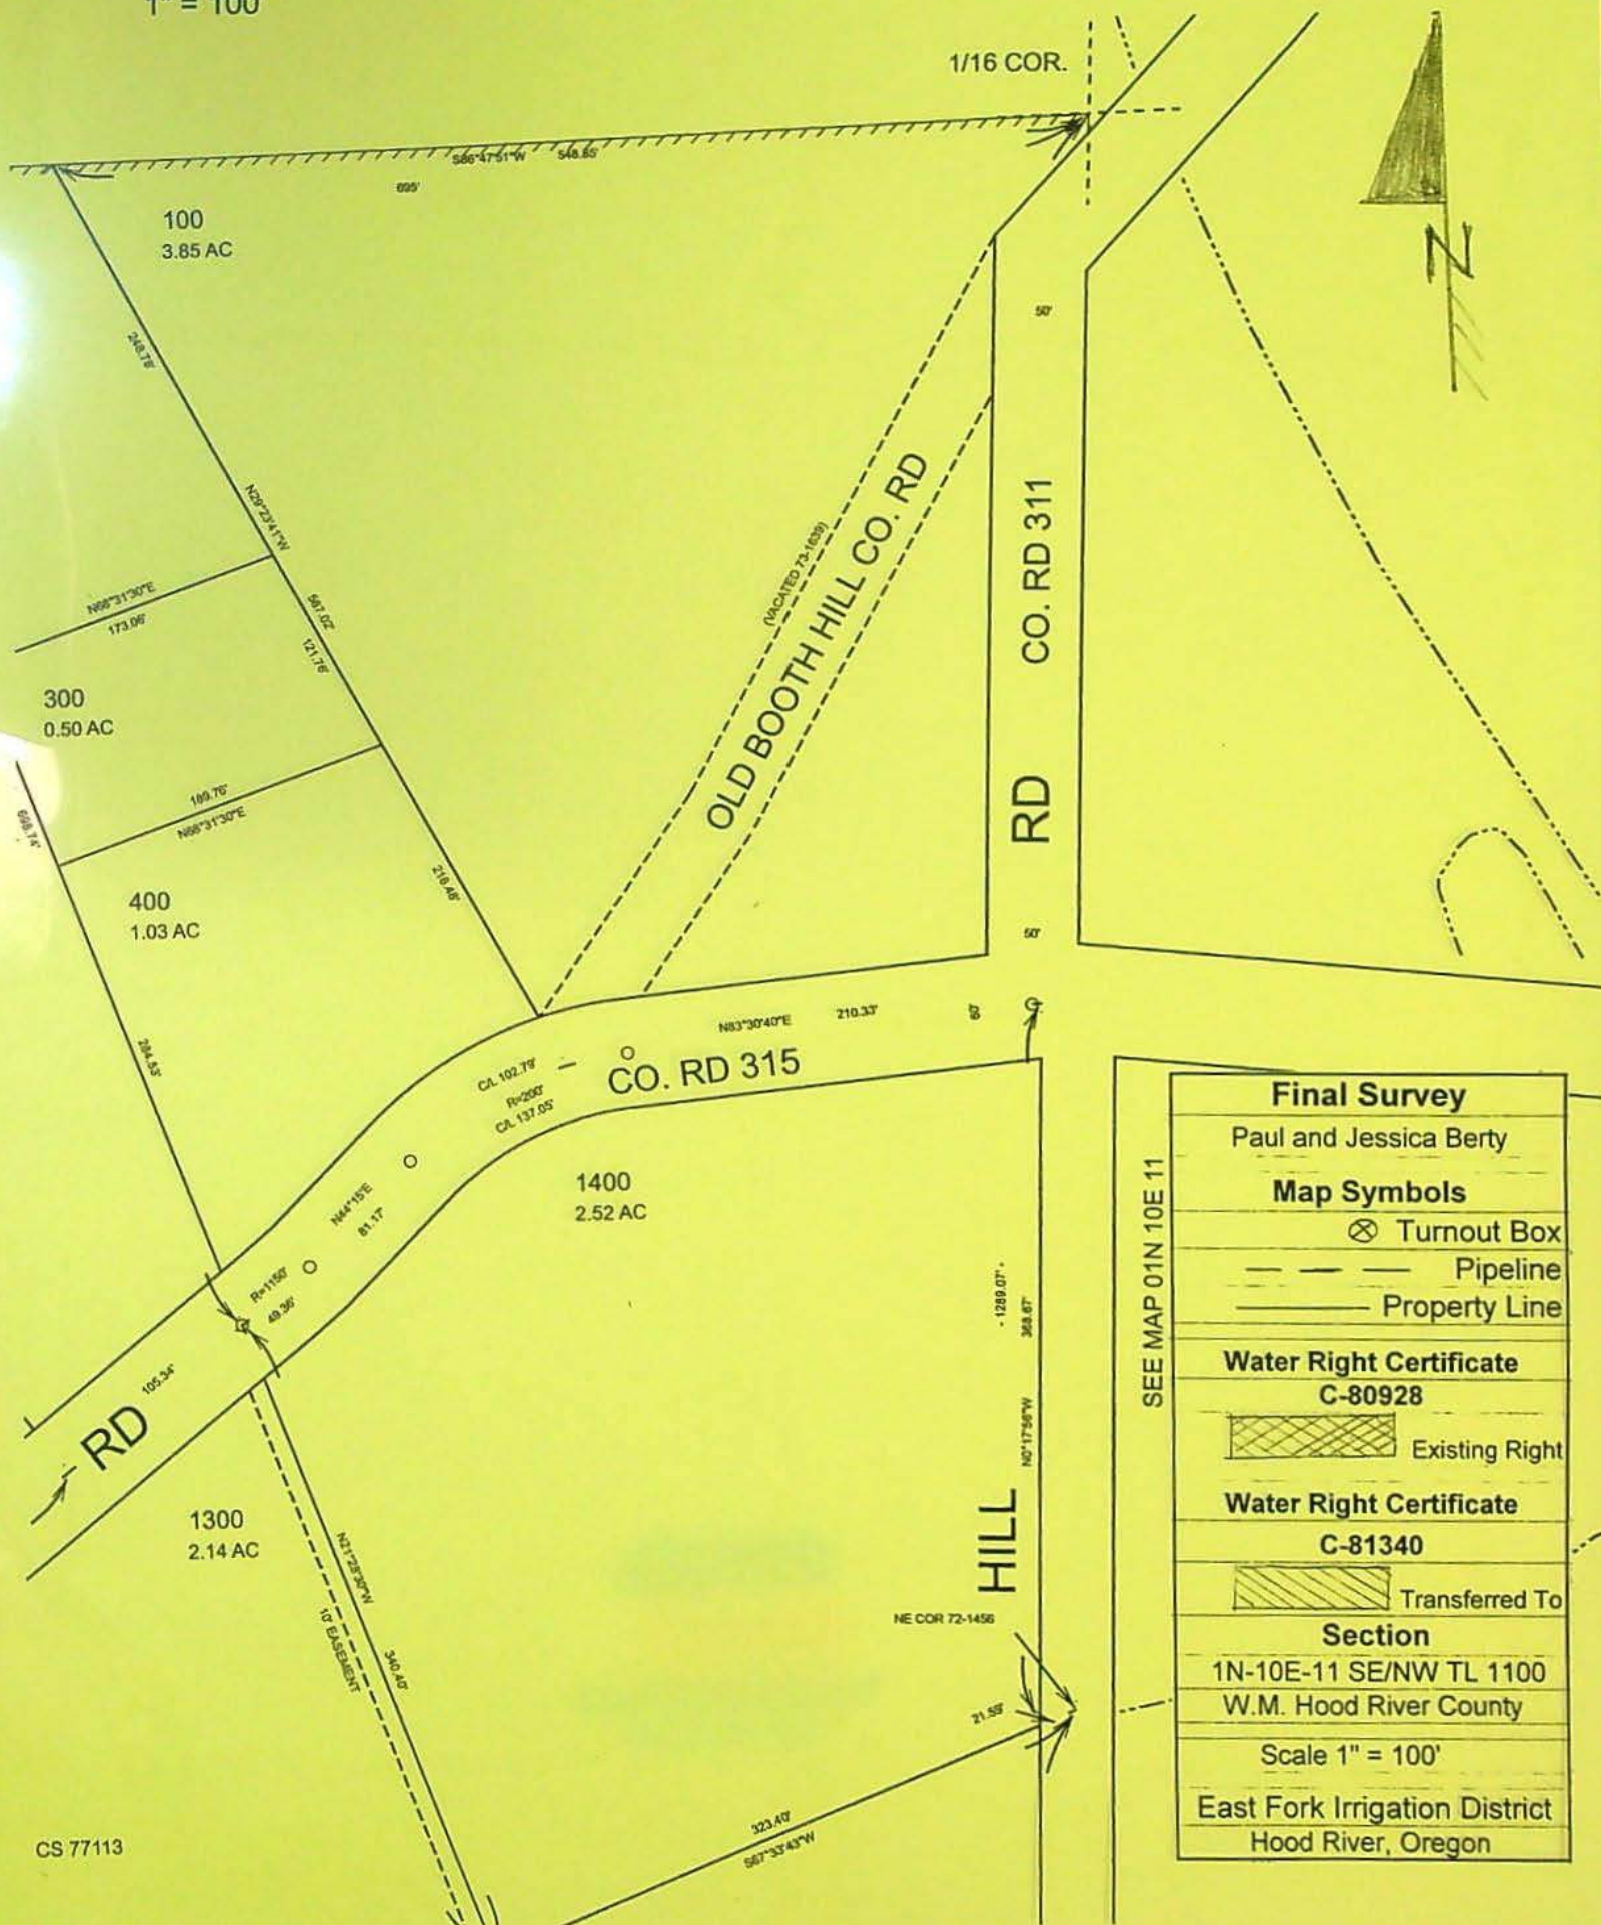 1" = 100'
1/16 COR.
S86°47'51"W 548.85'
695'
100
3.85 AC
248.78'
N29°23'41"W
587.02'
121.76'
N68°31'30"E
173.06'
300
0.50 AC
189.76'
N68°31'30"E
698.74'
400
1.03 AC
218.48'
284.53'
(VACATED 73-1639)
OLD BOOTH HILL CO. RD
50'
CO. RD 311
RD
50'
N
N83°30'40"E 210.33'
60'
C/L 102.79'
R=200'
C/L 137.05'
CO. RD 315
N44°15'E
81.17'
R=1150'
49.36'
105.34'
RD
1400
2.52 AC
- 1289.07' -
368.67'
N0°17'56"W
HILL
SEE MAP 01N 10E 11
1300
2.14 AC
N21°28'30"W
340.40'
10' EASEMENT
NE COR 72-1456
21.59'
323.40'
S67°33'43"W
CS 77113
Final Survey
Paul and Jessica Berty
Map Symbols
Turnout Box
Pipeline
Property Line
Water Right Certificate
C-80928
Existing Right
Water Right Certificate
C-81340
Transferred To
Section
1N-10E-11 SE/NW TL 1100
W.M. Hood River County
Scale 1" = 100'
East Fork Irrigation District
Hood River, Oregon